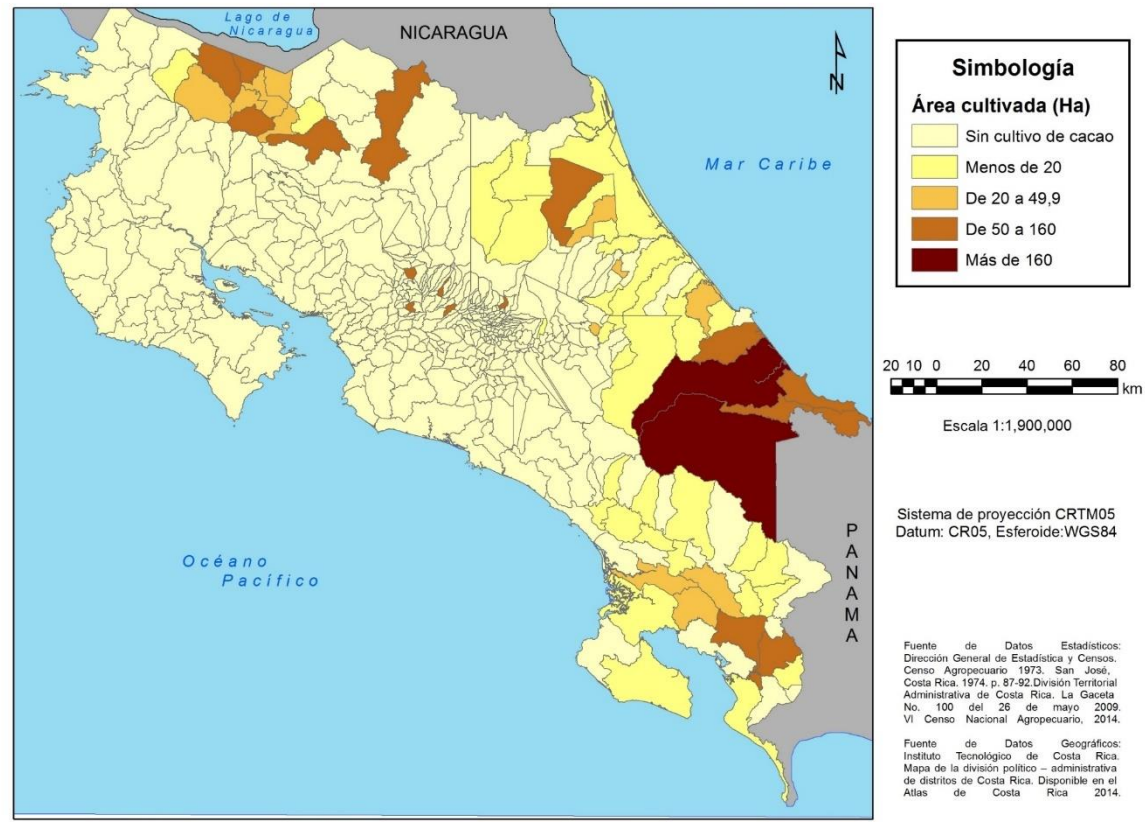 Lago de
Nicaragua
NICARAGUA
N
Mar Caribe
Océano
Pacífico
PANAMA
Simbología
Área cultivada (Ha)
Sin cultivo de cacao
Menos de 20
De 20 a 49,9
De 50 a 160
Más de 160
20 10 0 20 40 60 80
km
Escala 1:1,900,000
Sistema de proyección CRTM05
Datum: CR05, Esferoide:WGS84
Fuente de Datos Estadísticos:
Dirección General de Estadística y Censos.
Censo Agropecuario 1973. San José,
Costa Rica. 1974. p. 87-92.División Territorial
Administrativa de Costa Rica. La Gaceta
No. 100 del 26 de mayo 2009.
VI Censo Nacional Agropecuario, 2014.
Fuente de Datos Geográficos:
Instituto Tecnológico de Costa Rica.
Mapa de la división político – administrativa
de distritos de Costa Rica. Disponible en el
Atlas de Costa Rica 2014.